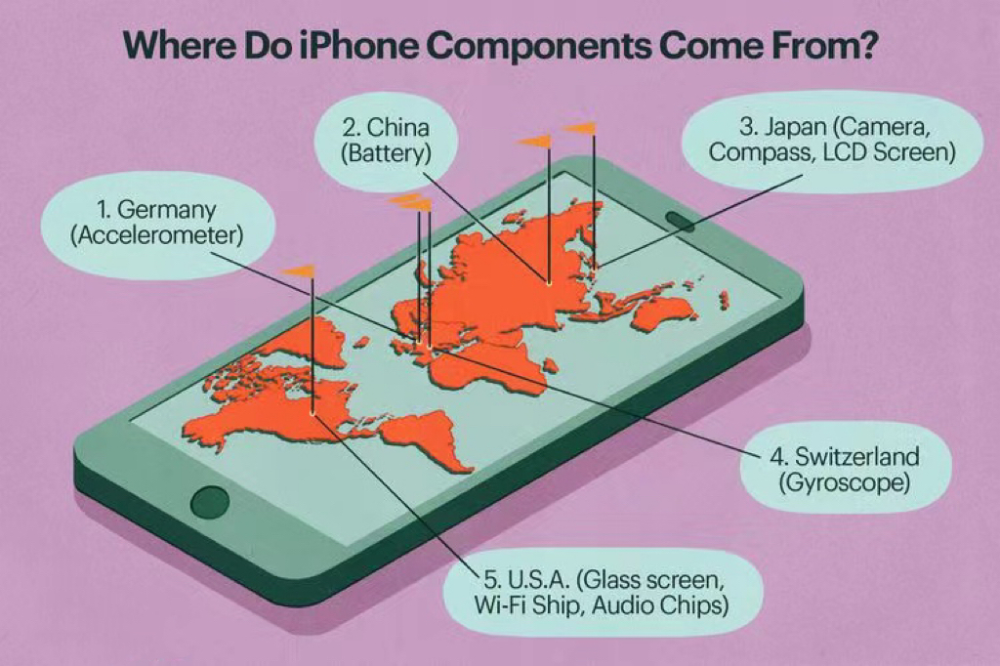 Where Do iPhone Components Come From?
1. Germany
(Accelerometer)
2. China
(Battery)
3. Japan (Camera,
Compass, LCD Screen)
4. Switzerland
(Gyroscope)
5. U.S.A. (Glass screen,
Wi-Fi Ship, Audio Chips)